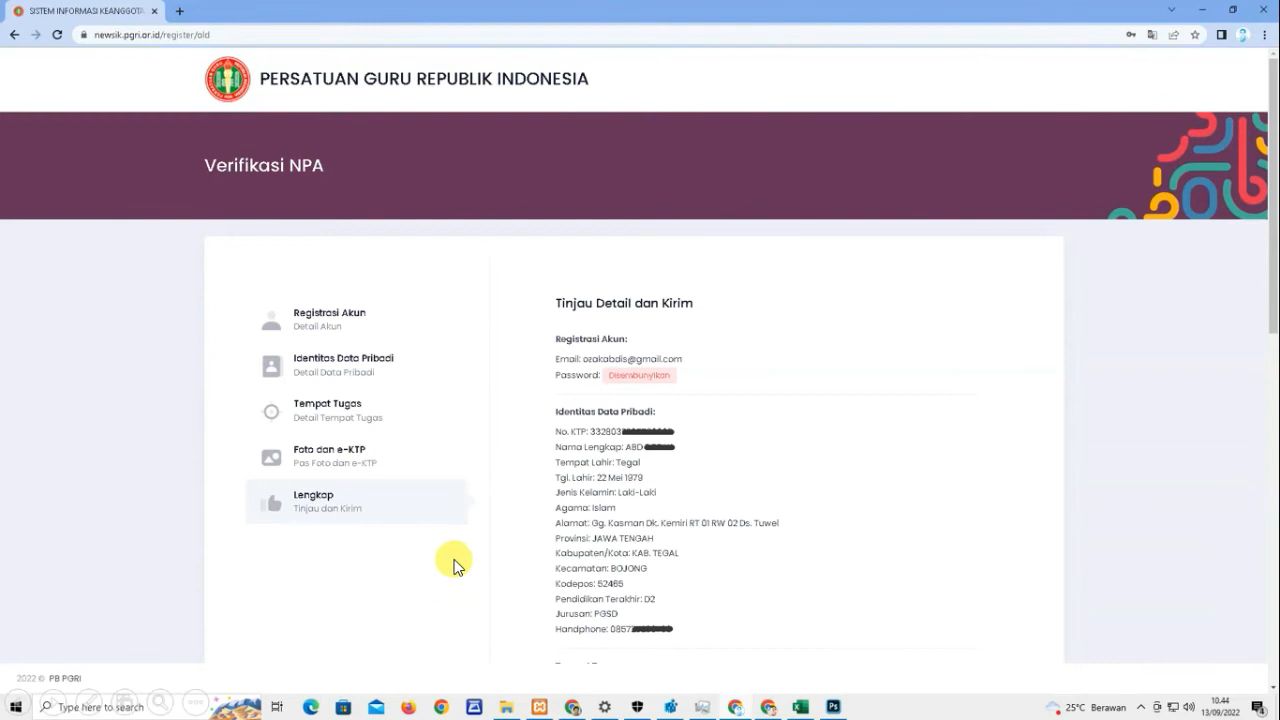 SISTEM INFORMASI KEANGGOTA
newsik.pgri.or.id/register/old
PERSATUAN GURU REPUBLIK INDONESIA
Verifikasi NPA
Registrasi Akun
Detail Akun
Identitas Data Pribadi
Detail Data Pribadi
Tempat Tugas
Detail Tempat Tugas
Foto dan e-KTP
Pas Foto dan e-KTP
Lengkap
Tinjau dan Kirim
Tinjau Detail dan Kirim
Registrasi Akun:
Email: ozakabdis@gmail.com
Password: Disembunyikan
Identitas Data Pribadi:
No. KTP: 332803
Nama Lengkap: ABD
Tempat Lahir: Tegal
Tgl. Lahir: 22 Mei 1979
Jenis Kelamin: Laki-Laki
Agama: Islam
Alamat: Gg. Kasman Dk. Kemiri RT 01 RW 02 Ds. Tuwel
Provinsi: JAWA TENGAH
Kabupaten/Kota: KAB. TEGAL
Kecamatan: BOJONG
Kodepos: 52465
Pendidikan Terakhir: D2
Jurusan: PGSD
Handphone: 0857
2022 © PB PGRI
Type here to search
25°C Berawan
10.44
13/09/2022
4